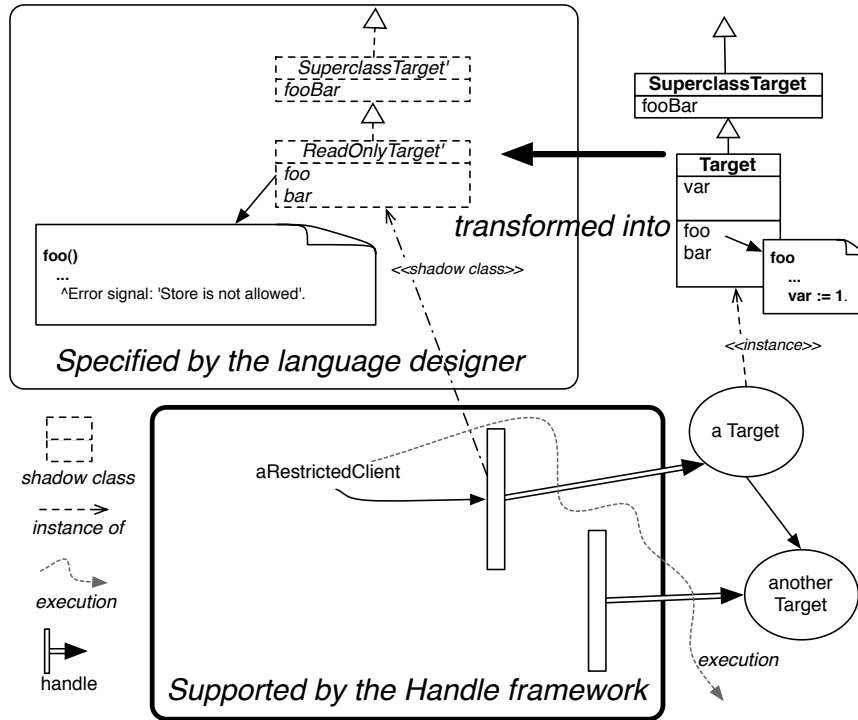 SuperclassTarget'
fooBar
ReadOnlyTarget'
foo
bar
foo()
...
^Error signal: 'Store is not allowed'.
<<shadow class>>
Specified by the language designer
transformed into
SuperclassTarget
fooBar
Target
var
foo
bar
foo
...
var := 1.
<<instance>>
a Target
another
Target
aRestrictedClient
execution
Supported by the Handle framework
shadow class
instance of
execution
handle